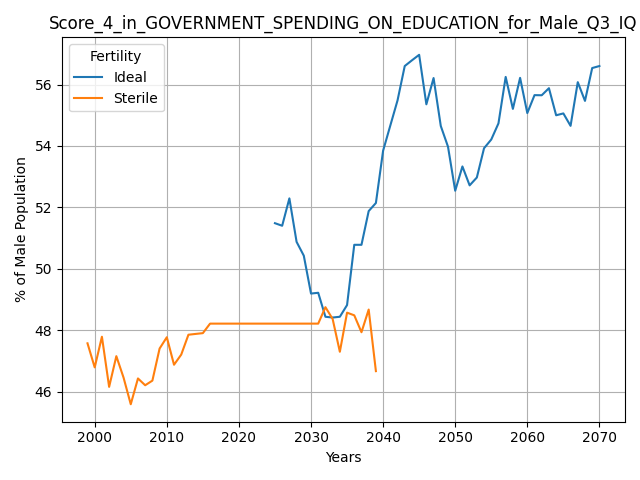 Score_4_in_GOVERNMENT_SPENDING_ON_EDUCATION_for_Male_Q3_IQ
Fertility
Ideal
Sterile
% of Male Population
56
54
52
50
48
46
2000 2010 2020 2030 2040 2050 2060 2070
Years